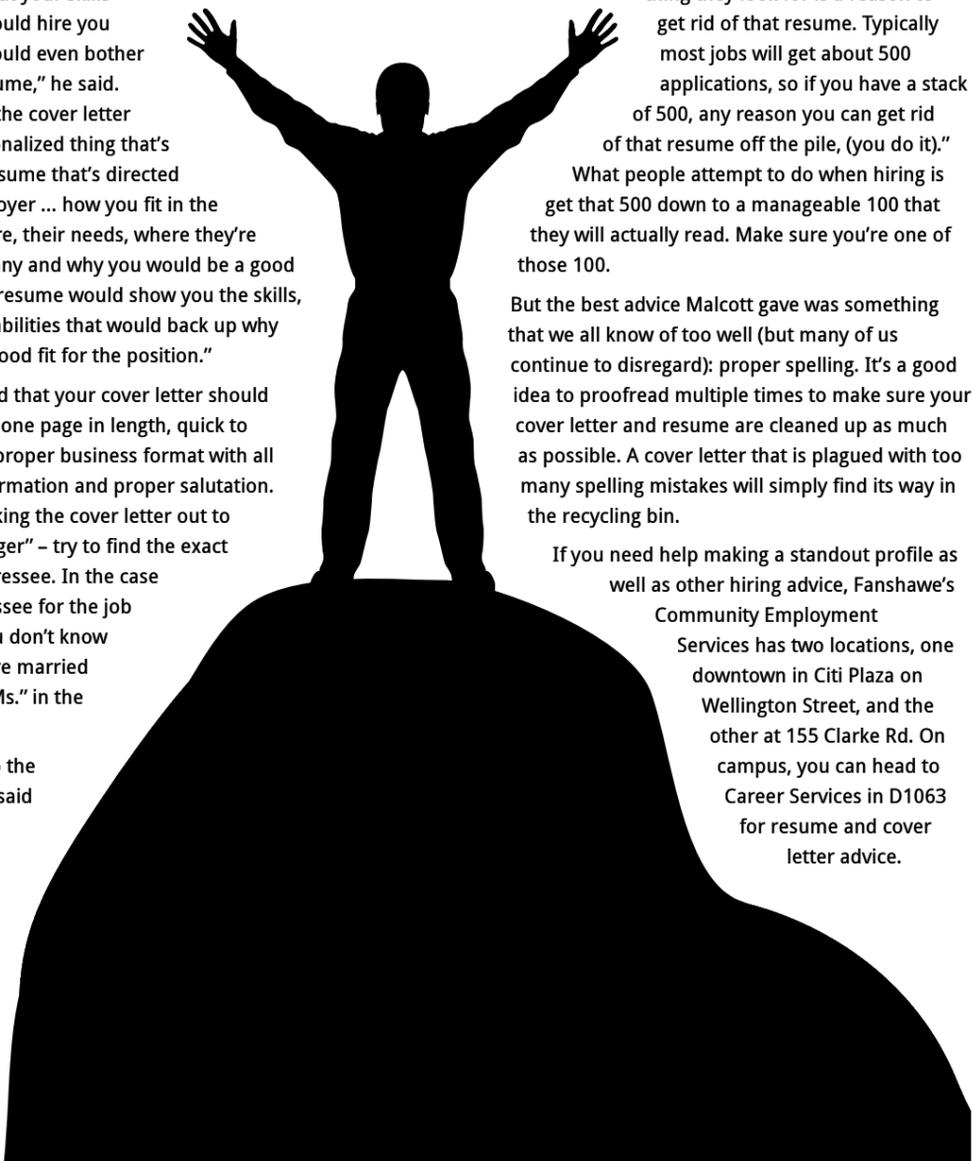 ould hire you
ould even bother
ume,” he said.
the cover letter
nalized thing that’s
sume that’s directed
oyer ... how you fit in the
re, their needs, where they’re
ny and why you would be a good
resume would show you the skills,
abilities that would back up why
ood fit for the position.”
d that your cover letter should
one page in length, quick to
proper business format with all
rmation and proper salutation.
king the cover letter out to
ger” – try to find the exact
ressee. In the case
ssee for the job
u don’t know
re married
Ms.” in the
the
said
get rid of that resume. Typically
most jobs will get about 500
applications, so if you have a stack
of 500, any reason you can get rid
of that resume off the pile, (you do it).”
What people attempt to do when hiring is
get that 500 down to a manageable 100 that
they will actually read. Make sure you’re one of
those 100.
But the best advice Malcott gave was something
that we all know of too well (but many of us
continue to disregard): proper spelling. It’s a good
idea to proofread multiple times to make sure your
cover letter and resume are cleaned up as much
as possible. A cover letter that is plagued with too
many spelling mistakes will simply find its way in
the recycling bin.
If you need help making a standout profile as
well as other hiring advice, Fanshawe’s
Community Employment
Services has two locations, one
downtown in Citi Plaza on
Wellington Street, and the
other at 155 Clarke Rd. On
campus, you can head to
Career Services in D1063
for resume and cover
letter advice.